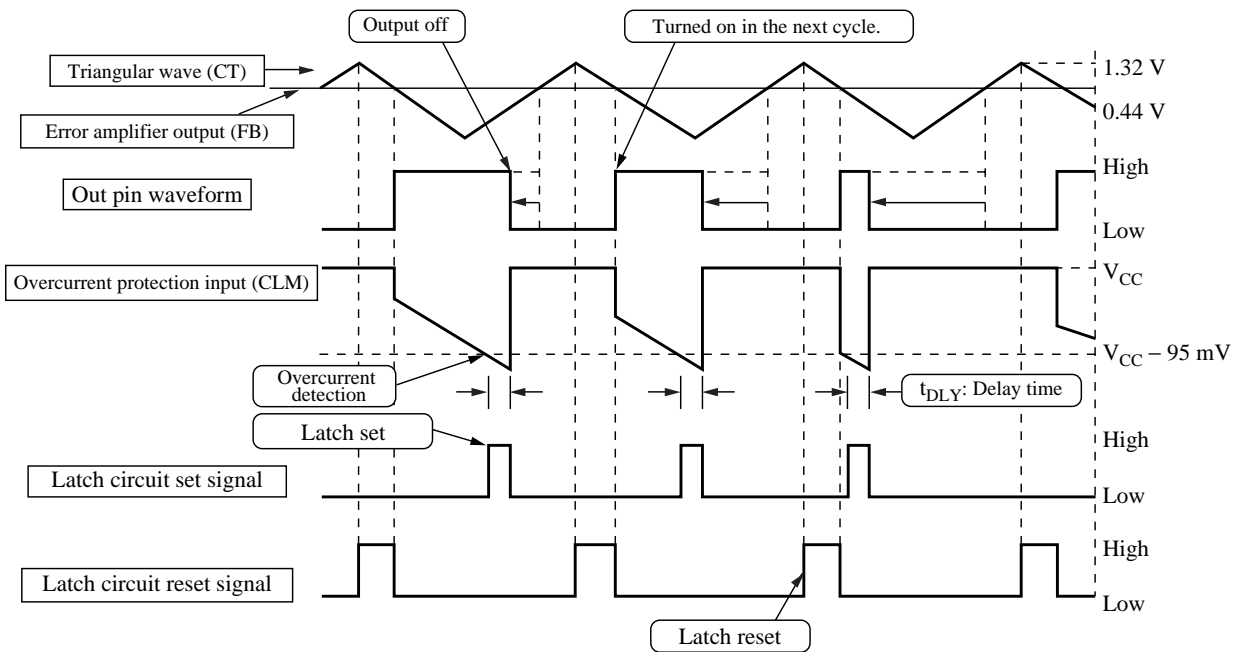 Output off
Turned on in the next cycle.
Triangular wave (CT)
1.32 V
Error amplifier output (FB)
0.44 V
High
Out pin waveform
Low
Overcurrent protection input (CLM)
VCC
VCC – 95 mV
Overcurrent
detection
tDLY: Delay time
Latch set
High
Latch circuit set signal
Low
High
Latch circuit reset signal
Low
Latch reset